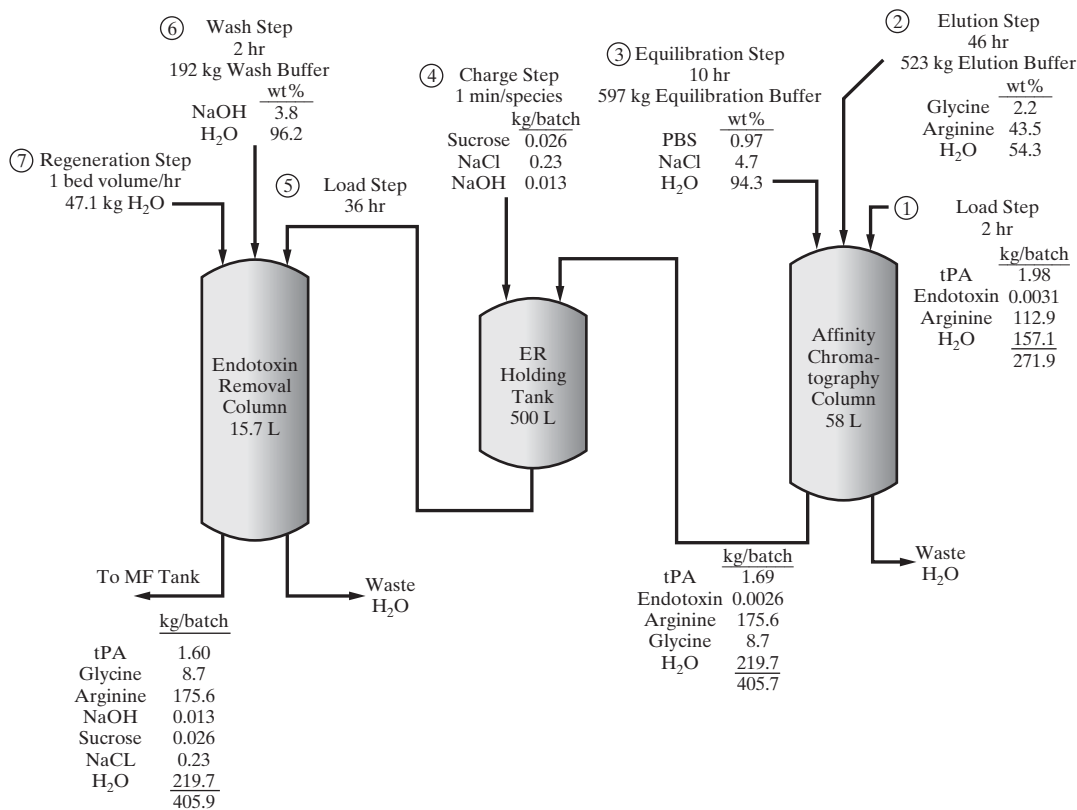 ⑥ Wash Step
2 hr
192 kg Wash Buffer
wt%
NaOH 3.8
H₂O 96.2
⑦ Regeneration Step
1 bed volume/hr
47.1 kg H₂O
⑤ Load Step
36 hr
④ Charge Step
1 min/species
kg/batch
Sucrose 0.026
NaCl 0.23
NaOH 0.013
③ Equilibration Step
10 hr
597 kg Equilibration Buffer
wt%
PBS 0.97
NaCl 4.7
H₂O 94.3
② Elution Step
46 hr
523 kg Elution Buffer
wt%
Glycine 2.2
Arginine 43.5
H₂O 54.3
① Load Step
2 hr
kg/batch
tPA 1.98
Endotoxin 0.0031
Arginine 112.9
H₂O 157.1
271.9
Endotoxin
Removal
Column
15.7 L
ER
Holding
Tank
500 L
Affinity
Chroma-
tography
Column
58 L
To MF Tank
kg/batch
tPA 1.60
Glycine 8.7
Arginine 175.6
NaOH 0.013
Sucrose 0.026
NaCL 0.23
H₂O 219.7
405.9
Waste
H₂O
kg/batch
tPA 1.69
Endotoxin 0.0026
Arginine 175.6
Glycine 8.7
H₂O 219.7
405.7
Waste
H₂O